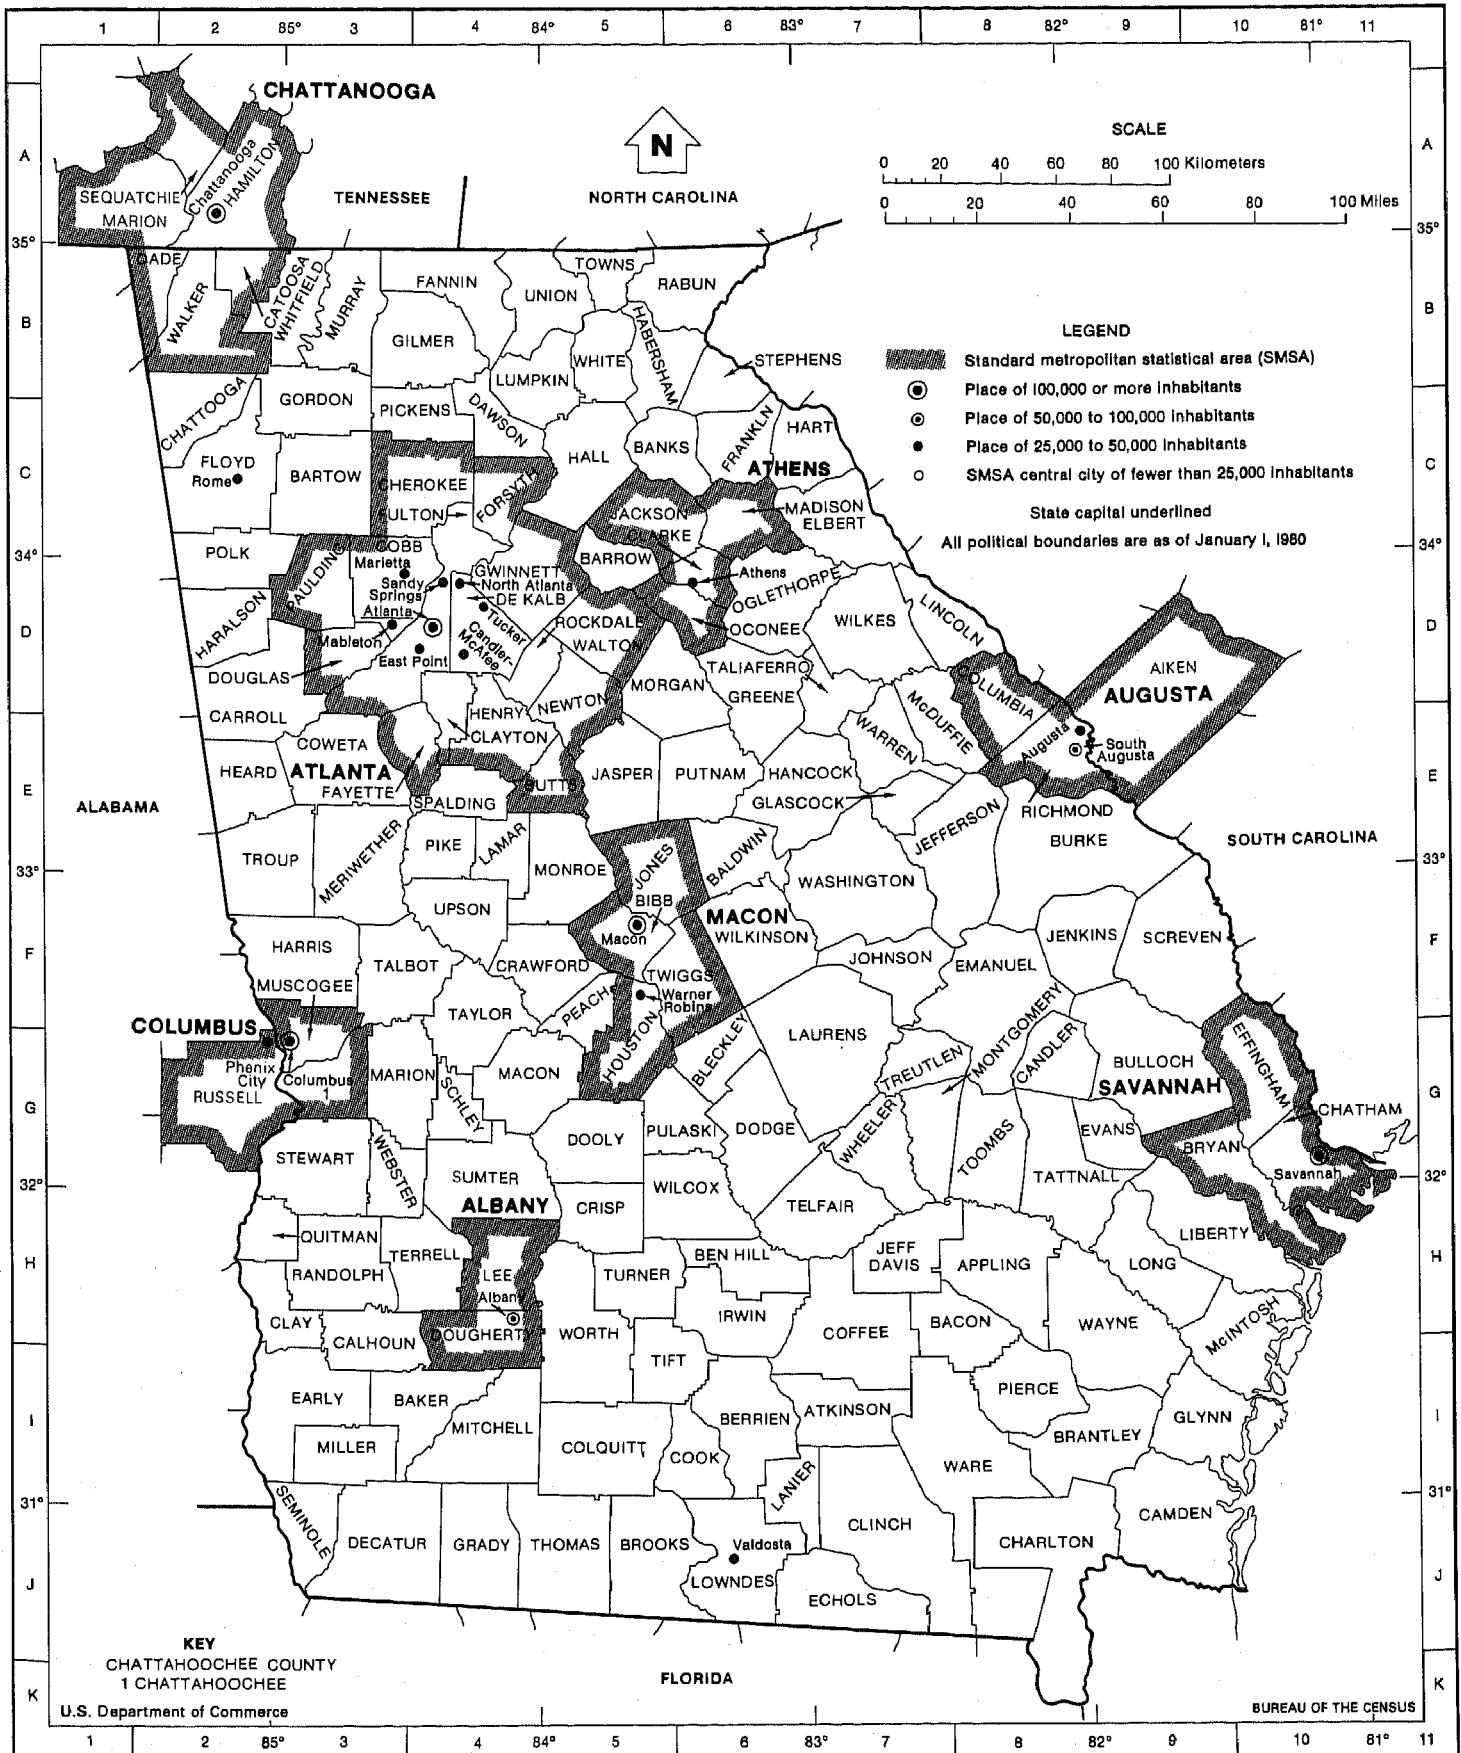 1 2 85° 3 4 84° 5 6 83° 7 8 82° 9 10 81° 11
CHATTANOOGA
N
SCALE
0 20 40 60 80 100 Kilometers
0 20 40 60 80 100 Miles
A
A
Chattanooga
HAMILTON
SEQUATCHIE
MARION
TENNESSEE
NORTH CAROLINA
35°
35°
DADE
WALKER
CATOOSA
WHITFIELD
MURRAY
FANNIN
UNION
TOWNS
RABUN
B
B
GILMER
WHITE
HABERSHAM
STEPHENS
LUMPKIN
LEGEND
Standard metropolitan statistical area (SMSA)
Place of 100,000 or more inhabitants
Place of 50,000 to 100,000 inhabitants
Place of 25,000 to 50,000 inhabitants
SMSA central city of fewer than 25,000 inhabitants
State capital underlined
All political boundaries are as of January 1, 1980
CHATTOOGA
GORDON
PICKENS
DAWSON
HALL
BANKS
FRANKLN
HART
ATHENS
C
C
FLOYD
Rome
BARTOW
CHEROKEE
FULTON
FORSYTH
JACKSON
CLARKE
MADISON
ELBERT
34°
34°
POLK
PAULDING
COBB
Marietta
Sandy
Springs
Atlanta
GWINNETT
North Atlanta
DE KALB
Tucker
Candler-
McAfee
BARROW
Athens
OGLETHORPE
WILKES
LINCOLN
D
D
HARALSON
Mableton
East Point
ROCKDALE
WALTON
OCONEE
DOUGLAS
MORGAN
TALIAFERRO
GREENE
COLUMBIA
AIKEN
AUGUSTA
CARROLL
HENRY
CLAYTON
NEWTON
WARREN
McDUFFIE
Augusta
South
Augusta
COWETA
HEARD
ATLANTA
FAYETTE
SPALDING
BUTTS
JASPER
PUTNAM
HANCOCK
GLASCOCK
JEFFERSON
RICHMOND
BURKE
E
E
ALABAMA
SOUTH CAROLINA
TROUP
MERIWETHER
PIKE
LAMAR
MONROE
JONES
BALDWIN
WASHINGTON
33°
33°
UPSON
BIBB
Macon
MACON
WILKINSON
JENKINS
SCREVEN
F
F
HARRIS
MUSCOGEE
TALBOT
CRAWFORD
TWIGGS
Warner
Robins
JOHNSON
EMANUEL
TAYLOR
PEACH
COLUMBUS
Phenix
City
Columbus
1
RUSSELL
MARION
SCHLEY
MACON
HOUSTON
BLECKLEY
LAURENS
TREUTLEN
MONTGOMERY
CANDLER
BULLOCH
SAVANNAH
EFFINGHAM
CHATHAM
G
G
STEWART
WEBSTER
DOOLY
PULASKI
DODGE
WHEELER
TOOMBS
EVANS
BRYAN
Savannah
SUMTER
ALBANY
CRISP
WILCOX
TELFAIR
TATTNALL
32°
32°
LIBERTY
QUITMAN
TERRELL
RANDOLPH
LEE
Albany
TURNER
BEN HILL
JEFF
DAVIS
APPLING
LONG
H
H
CLAY
CALHOUN
DOUGHERTY
WORTH
IRWIN
COFFEE
BACON
WAYNE
McINTOSH
TIFT
EARLY
BAKER
MITCHELL
PIERCE
I
I
MILLER
COLQUITT
COOK
BERRIEN
ATKINSON
BRANTLEY
GLYNN
WARE
LANIER
31°
31°
SEMINOLE
DECATUR
GRADY
THOMAS
BROOKS
Valdosta
LOWNDES
CLINCH
ECHOLS
CHARLTON
CAMDEN
J
J
KEY
CHATTAHOOCHEE COUNTY
1 CHATTAHOOCHEE
FLORIDA
K
K
U.S. Department of Commerce
BUREAU OF THE CENSUS
1 2 85° 3 4 84° 5 6 83° 7 8 82° 9 10 81° 11